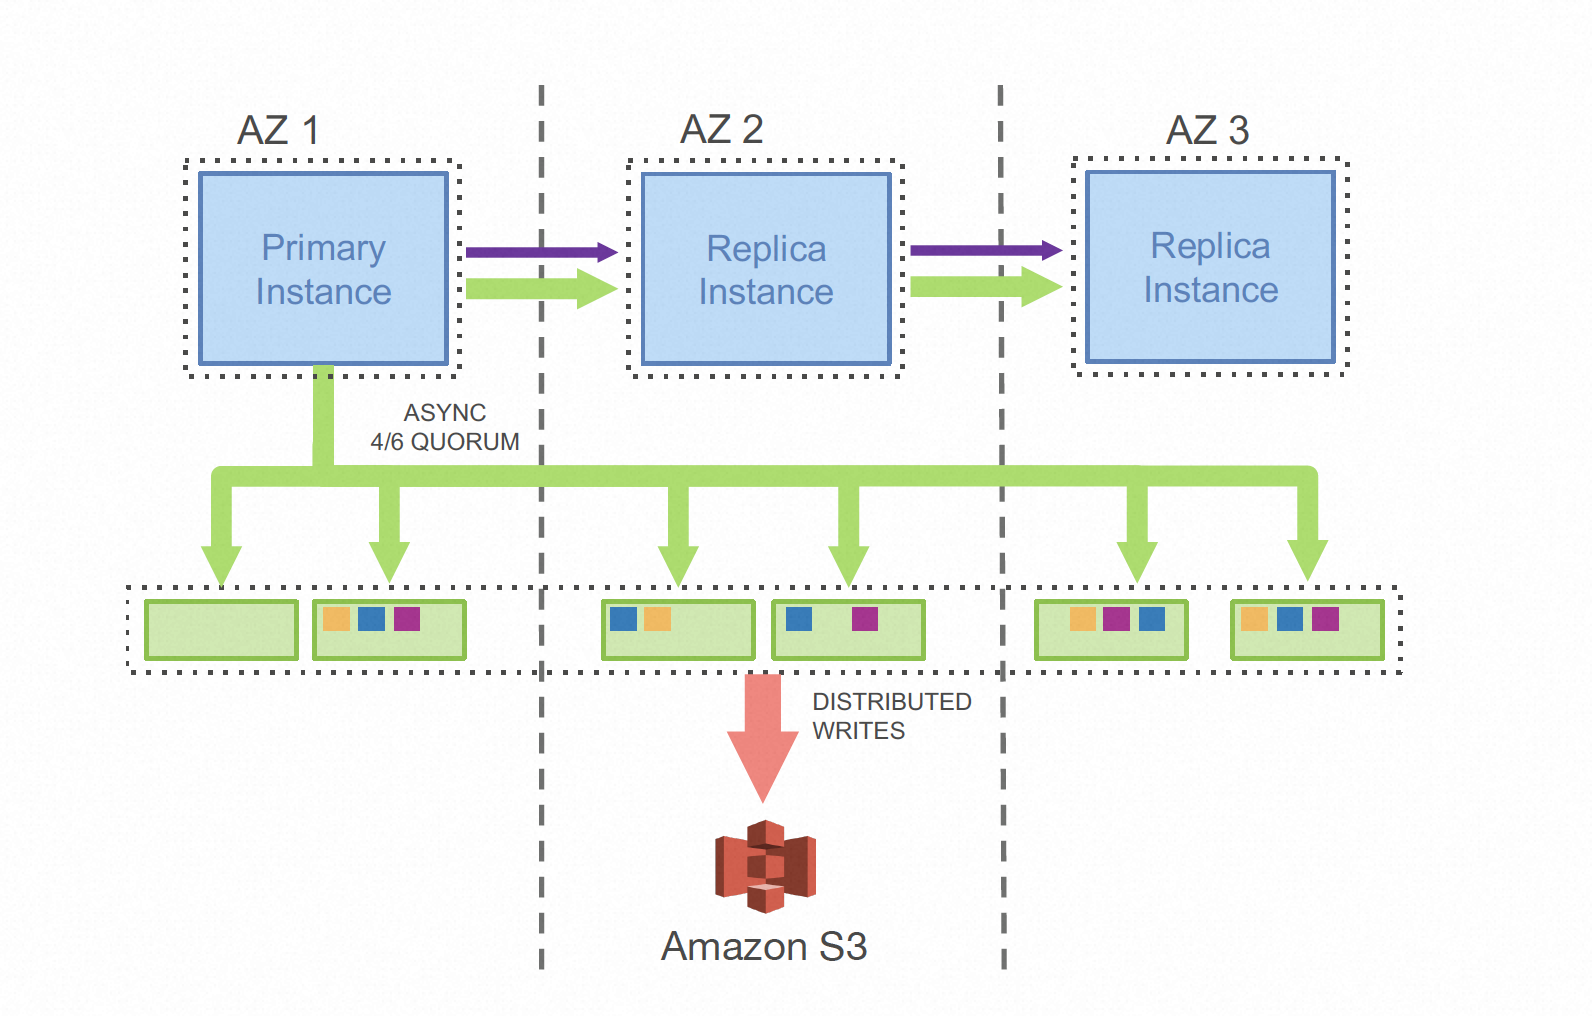 AZ 1
AZ 2
AZ 3
Primary
Instance
Replica
Instance
Replica
Instance
ASYNC
4/6 QUORUM
DISTRIBUTED
WRITES
Amazon S3